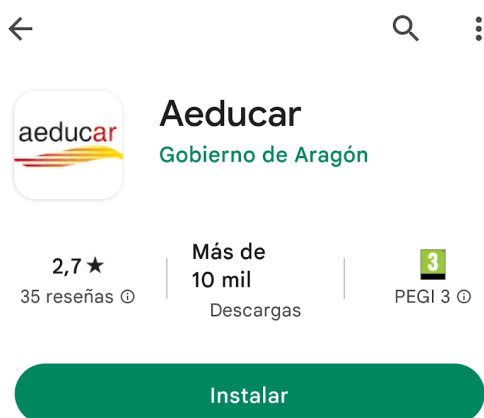 aeducar
Aeducar
Gobierno de Aragón
2,7★
35 reseñas
Más de
10 mil
Descargas
3
PEGI 3
Instalar